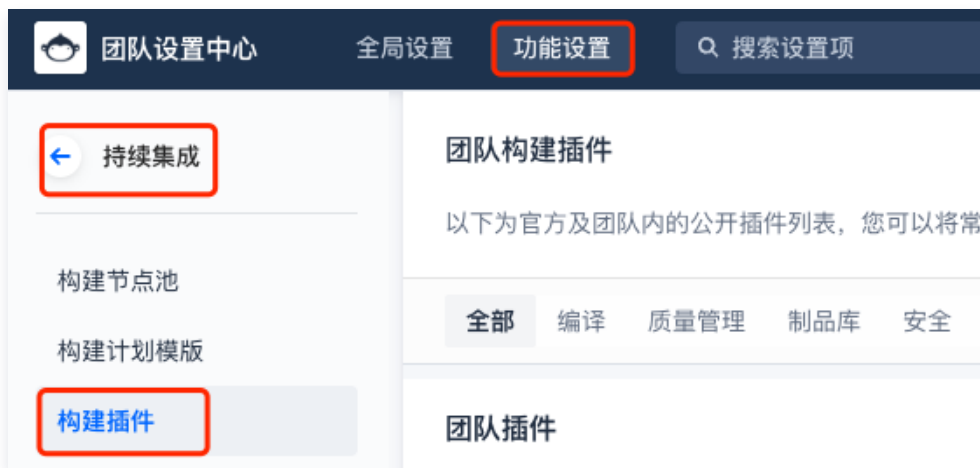 团队设置中心 全局设置 功能设置 搜索设置项
持续集成
构建节点池
构建计划模版
构建插件
团队构建插件
以下为官方及团队内的公开插件列表，您可以将常
全部 编译 质量管理 制品库 安全
团队插件